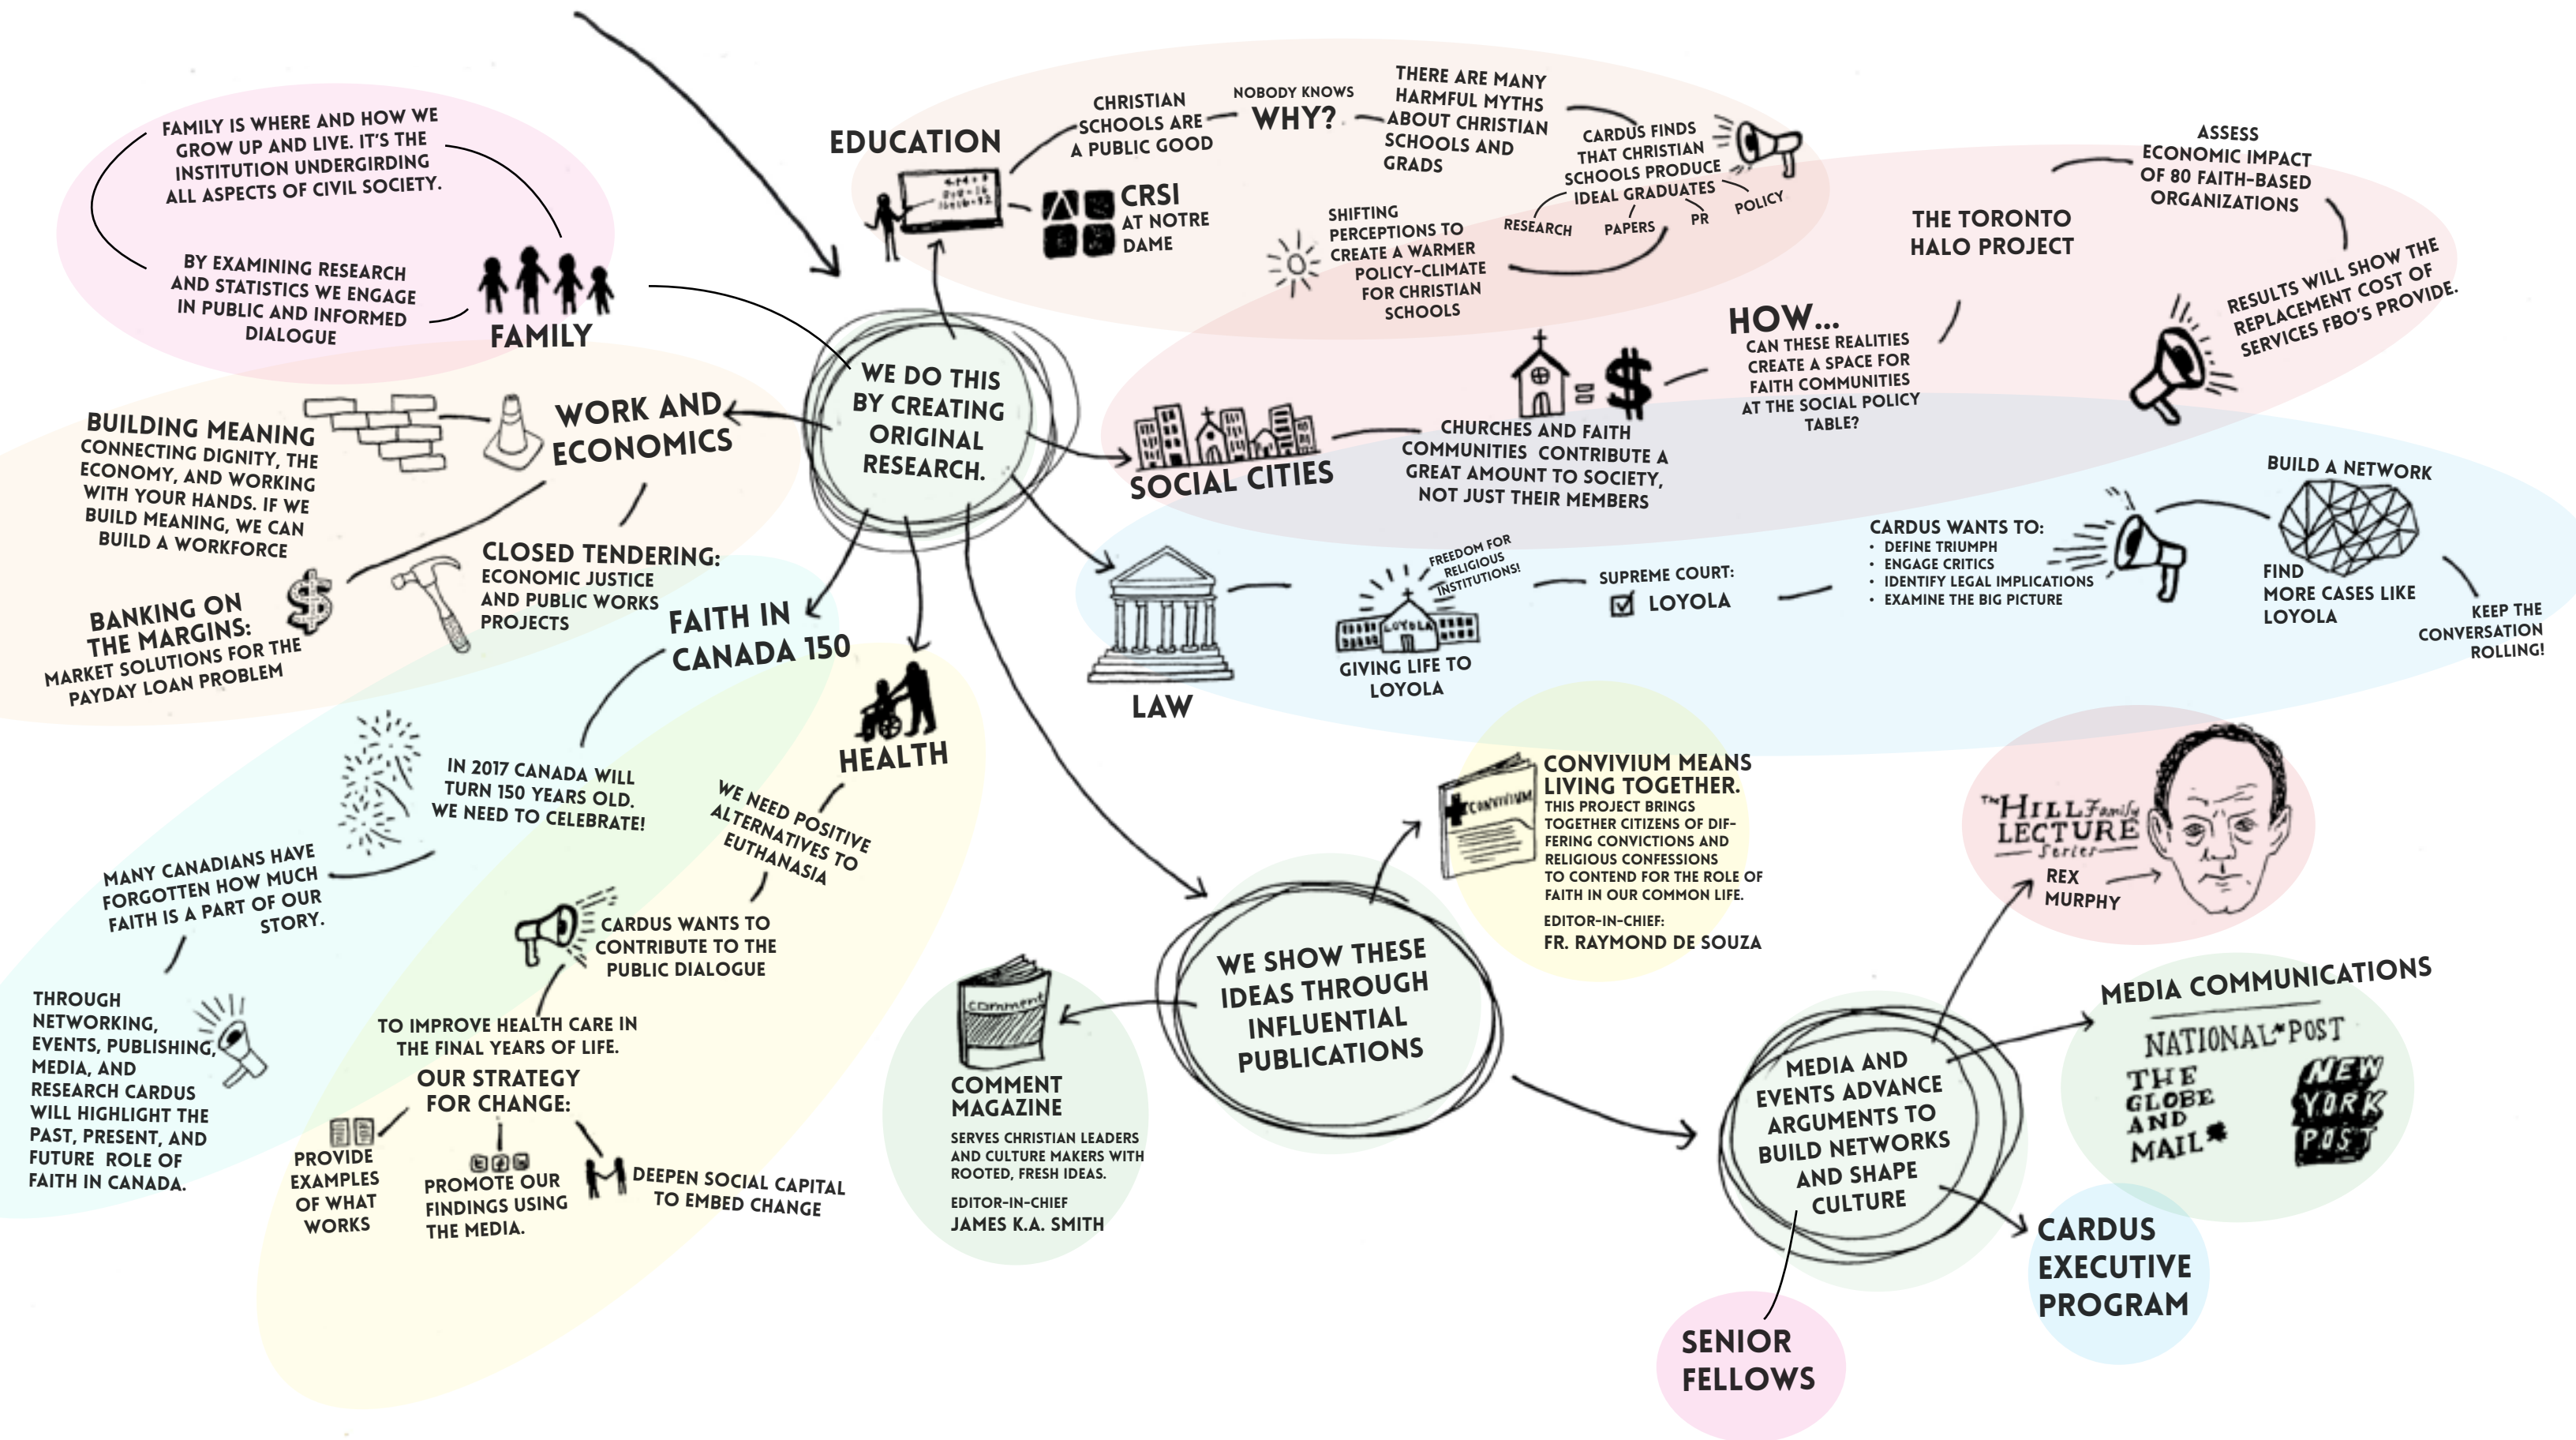 FAMILY IS WHERE AND HOW WE
GROW UP AND LIVE. IT'S THE
INSTITUTION UNDERGIRDING
ALL ASPECTS OF CIVIL SOCIETY.
BY EXAMINING RESEARCH
AND STATISTICS WE ENGAGE
IN PUBLIC AND INFORMED
DIALOGUE
FAMILY
EDUCATION
CHRISTIAN
SCHOOLS ARE
A PUBLIC GOOD
NOBODY KNOWS
WHY?
THERE ARE MANY
HARMFUL MYTHS
ABOUT CHRISTIAN
SCHOOLS AND
GRADS
CARDUS FINDS
THAT CHRISTIAN
SCHOOLS PRODUCE
IDEAL GRADUATES
RESEARCH
PAPERS
PR
POLICY
CRSI
AT NOTRE
DAME
SHIFTING
PERCEPTIONS TO
CREATE A WARMER
POLICY-CLIMATE
FOR CHRISTIAN
SCHOOLS
WE DO THIS
BY CREATING
ORIGINAL
RESEARCH.
SOCIAL CITIES
CHURCHES AND FAITH
COMMUNITIES CONTRIBUTE A
GREAT AMOUNT TO SOCIETY,
NOT JUST THEIR MEMBERS
= $
HOW...
CAN THESE REALITIES
CREATE A SPACE FOR
FAITH COMMUNITIES
AT THE SOCIAL POLICY
TABLE?
THE TORONTO
HALO PROJECT
ASSESS
ECONOMIC IMPACT
OF 80 FAITH-BASED
ORGANIZATIONS
RESULTS WILL SHOW THE
REPLACEMENT COST OF
SERVICES FBO'S PROVIDE.
WORK AND
ECONOMICS
BUILDING MEANING
CONNECTING DIGNITY, THE
ECONOMY, AND WORKING
WITH YOUR HANDS. IF WE
BUILD MEANING, WE CAN
BUILD A WORKFORCE
BANKING ON
THE MARGINS:
MARKET SOLUTIONS FOR THE
PAYDAY LOAN PROBLEM
$
CLOSED TENDERING:
ECONOMIC JUSTICE
AND PUBLIC WORKS
PROJECTS
LAW
FREEDOM FOR
RELIGIOUS
INSTITUTIONS!
LOYOLA
GIVING LIFE TO
LOYOLA
SUPREME COURT:
LOYOLA
CARDUS WANTS TO:
• DEFINE TRIUMPH
• ENGAGE CRITICS
• IDENTIFY LEGAL IMPLICATIONS
• EXAMINE THE BIG PICTURE
BUILD A NETWORK
FIND
MORE CASES LIKE
LOYOLA
KEEP THE
CONVERSATION
ROLLING!
FAITH IN
CANADA 150
IN 2017 CANADA WILL
TURN 150 YEARS OLD.
WE NEED TO CELEBRATE!
MANY CANADIANS HAVE
FORGOTTEN HOW MUCH
FAITH IS A PART OF OUR
STORY.
THROUGH
NETWORKING,
EVENTS, PUBLISHING,
MEDIA, AND
RESEARCH CARDUS
WILL HIGHLIGHT THE
PAST, PRESENT, AND
FUTURE ROLE OF
FAITH IN CANADA.
HEALTH
WE NEED POSITIVE
ALTERNATIVES TO
EUTHANASIA
CARDUS WANTS TO
CONTRIBUTE TO THE
PUBLIC DIALOGUE
TO IMPROVE HEALTH CARE IN
THE FINAL YEARS OF LIFE.
OUR STRATEGY
FOR CHANGE:
PROVIDE
EXAMPLES
OF WHAT
WORKS
PROMOTE OUR
FINDINGS USING
THE MEDIA.
DEEPEN SOCIAL CAPITAL
TO EMBED CHANGE
WE SHOW THESE
IDEAS THROUGH
INFLUENTIAL
PUBLICATIONS
comment
COMMENT
MAGAZINE
SERVES CHRISTIAN LEADERS
AND CULTURE MAKERS WITH
ROOTED, FRESH IDEAS.
EDITOR-IN-CHIEF
JAMES K.A. SMITH
CONVIVIUM
CONVIVIUM MEANS
LIVING TOGETHER.
THIS PROJECT BRINGS
TOGETHER CITIZENS OF DIF-
FERING CONVICTIONS AND
RELIGIOUS CONFESSIONS
TO CONTEND FOR THE ROLE OF
FAITH IN OUR COMMON LIFE.
EDITOR-IN-CHIEF:
FR. RAYMOND DE SOUZA
MEDIA AND
EVENTS ADVANCE
ARGUMENTS TO
BUILD NETWORKS
AND SHAPE
CULTURE
The HILL Family
LECTURE
Series
REX
MURPHY
MEDIA COMMUNICATIONS
NATIONAL POST
THE
GLOBE
AND
MAIL
NEW
YORK
POST
CARDUS
EXECUTIVE
PROGRAM
SENIOR
FELLOWS